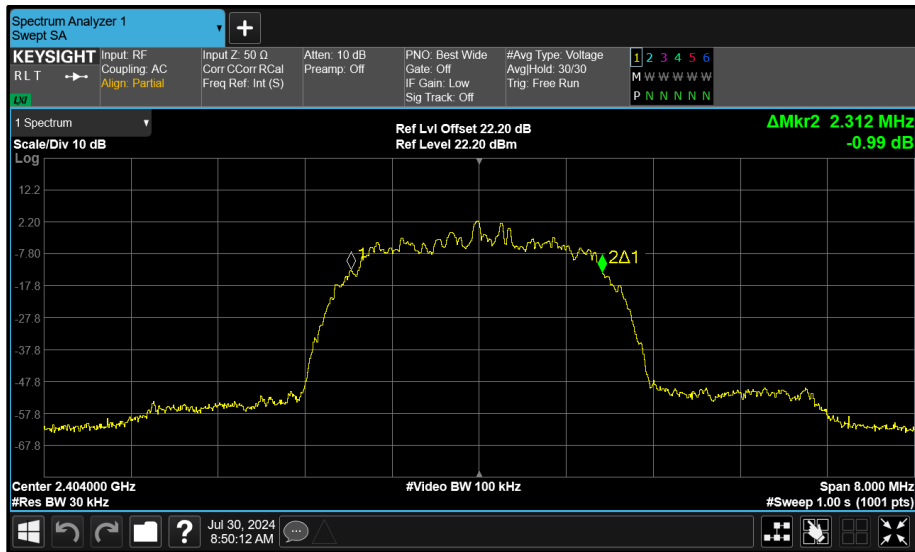 Spectrum Analyzer 1
Swept SA
+
KEYSIGHT
RLT
LXI
Input: RF
Coupling: AC
Align: Partial
Input Z: 50 Ω
Corr CCorr RCal
Freq Ref: Int (S)
Atten: 10 dB
Preamp: Off
PNO: Best Wide
Gate: Off
IF Gain: Low
Sig Track: Off
#Avg Type: Voltage
Avg|Hold: 30/30
Trig: Free Run
1 2 3 4 5 6
M W W W W W
P N N N N N
1 Spectrum
Scale/Div 10 dB
Log
Ref Lvl Offset 22.20 dB
Ref Level 22.20 dBm
ΔMkr2 2.312 MHz
-0.99 dB
12.2
2.20
-7.80
-17.8
-27.8
-37.8
-47.8
-57.8
-67.8
1
2Δ1
Center 2.404000 GHz
#Res BW 30 kHz
#Video BW 100 kHz
Span 8.000 MHz
#Sweep 1.00 s (1001 pts)
?
Jul 30, 2024
8:50:12 AM